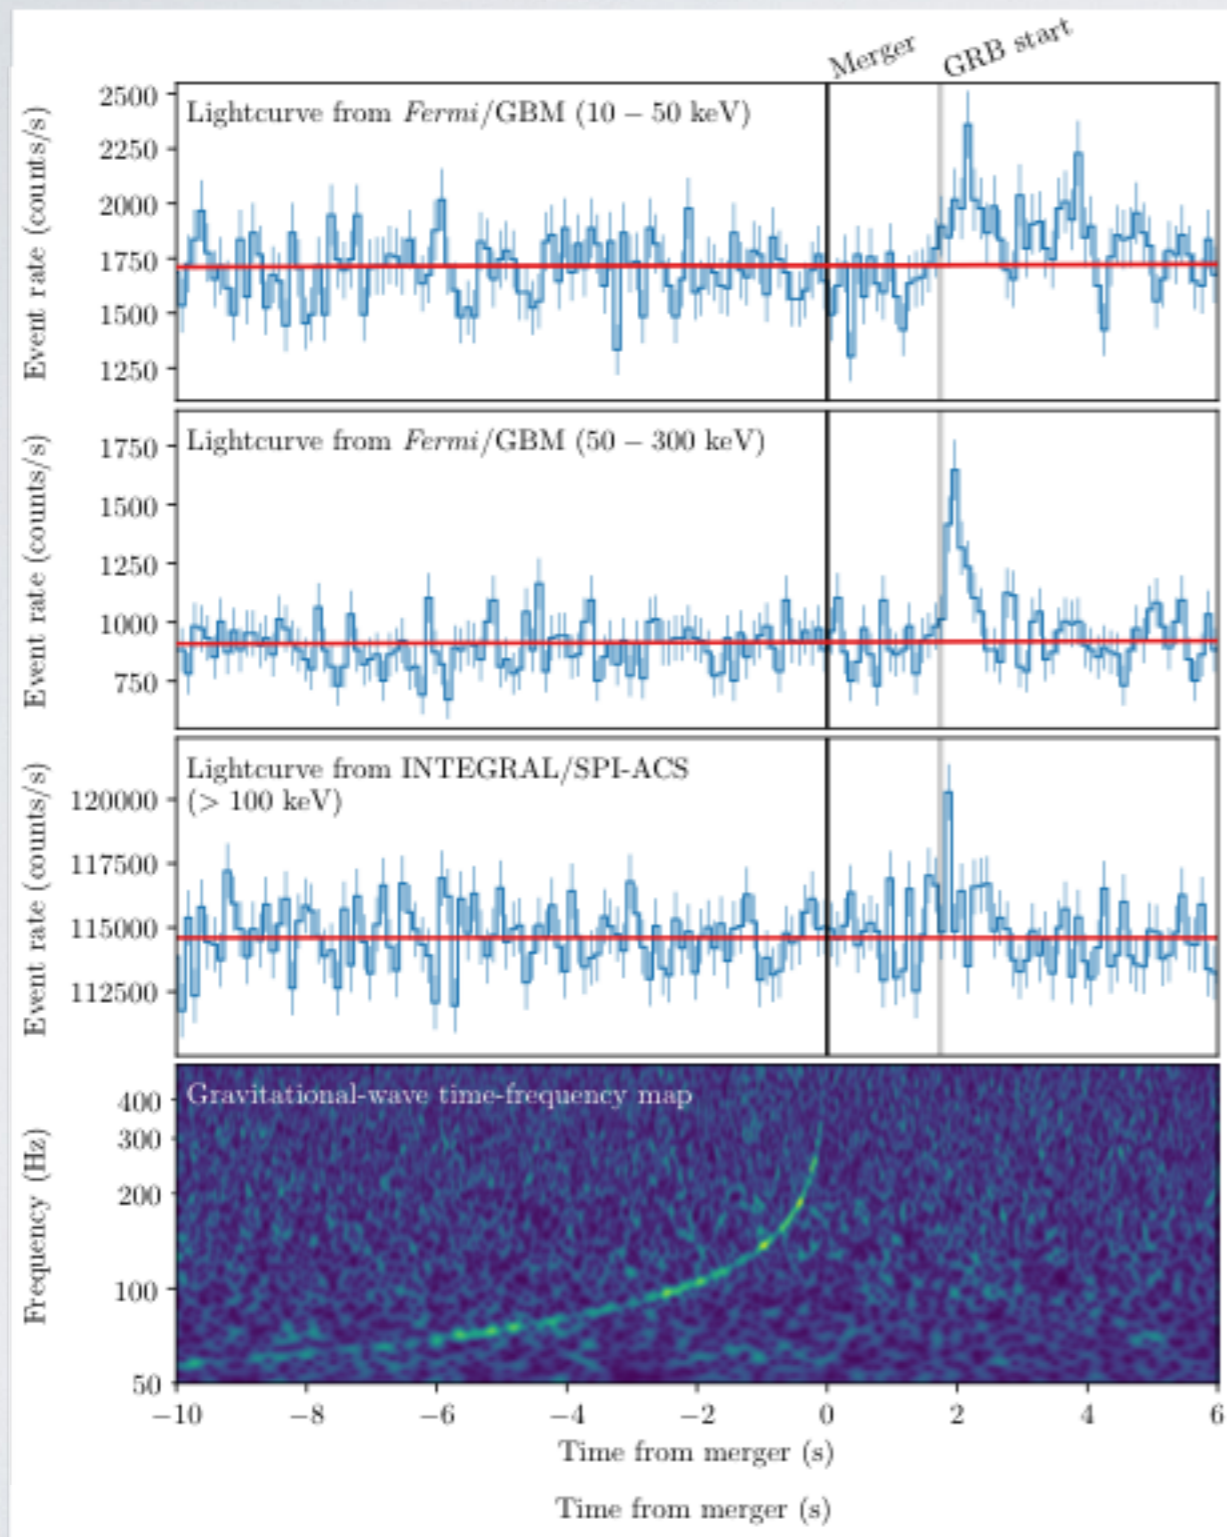 Merger
GRB start
Lightcurve from Fermi/GBM (10 – 50 keV)
Event rate (counts/s)
2500
2250
2000
1750
1500
1250
Lightcurve from Fermi/GBM (50 – 300 keV)
Event rate (counts/s)
1750
1500
1250
1000
750
Lightcurve from INTEGRAL/SPI-ACS
(> 100 keV)
Event rate (counts/s)
120000
117500
115000
112500
Gravitational-wave time-frequency map
Frequency (Hz)
400
300
200
100
50
−10 −8 −6 −4 −2 0 2 4 6
Time from merger (s)
Time from merger (s)